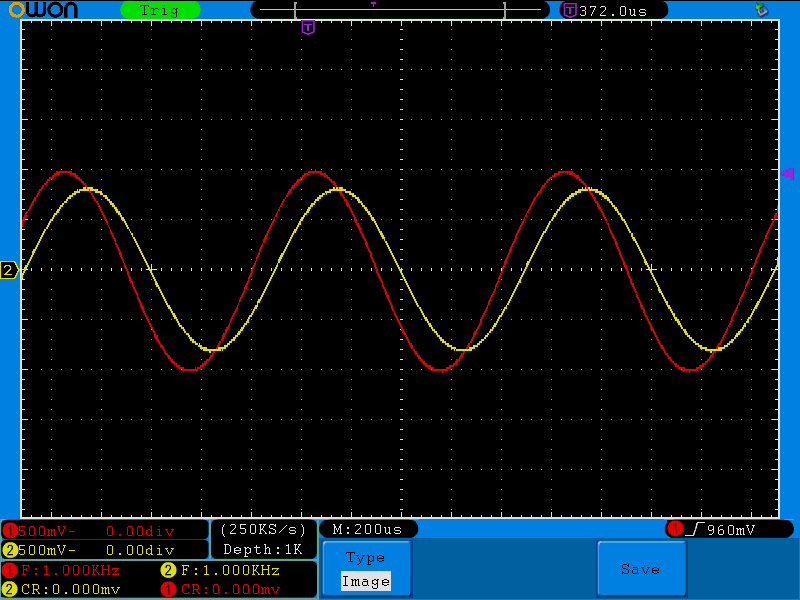 owon Trig T 372.0us
T
2
1 500mV- 0.00div (250KS/s) M:200us 1 960mV
2 500mV- 0.00div Depth:1K Type
1 F:1.000KHz 2 F:1.000KHz Save
2 CR:0.000mv 1 CR:0.000mv Image